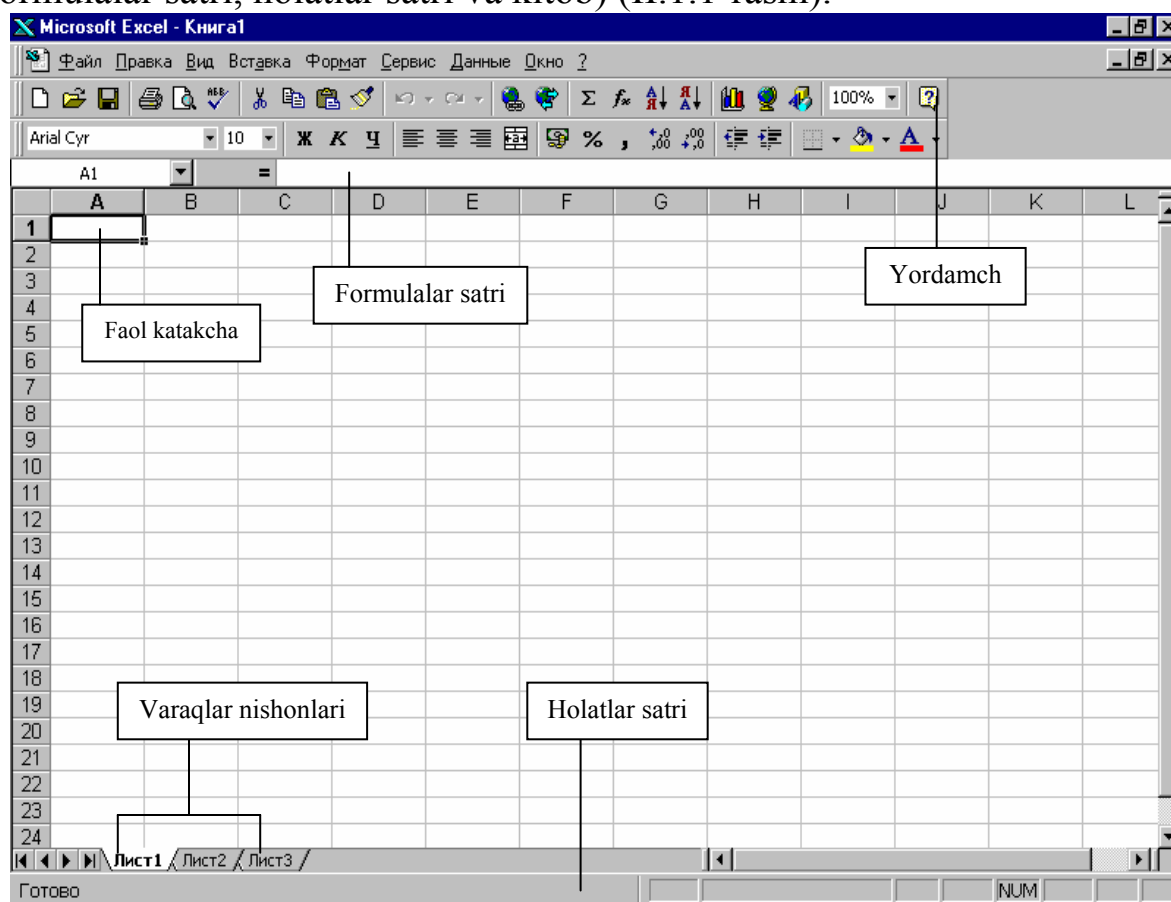 ormulalar satri, holatlar satri va kitob) (II.1.1-rasm).
Microsoft Excel - Книга1
Файл Правка Вид Вставка Формат Сервис Данные Окно ?
100%
Arial Cyr 10 Ж К Ч % ,
A1 =
A B C D E F G H I J K L
1
2
3
4
5
6
7
8
9
10
11
12
13
14
15
16
17
18
19
20
21
22
23
24
Formulalar satri
Yordamch
Faol katakcha
Varaqlar nishonlari
Holatlar satri
Лист1 Лист2 Лист3
Готово NUM